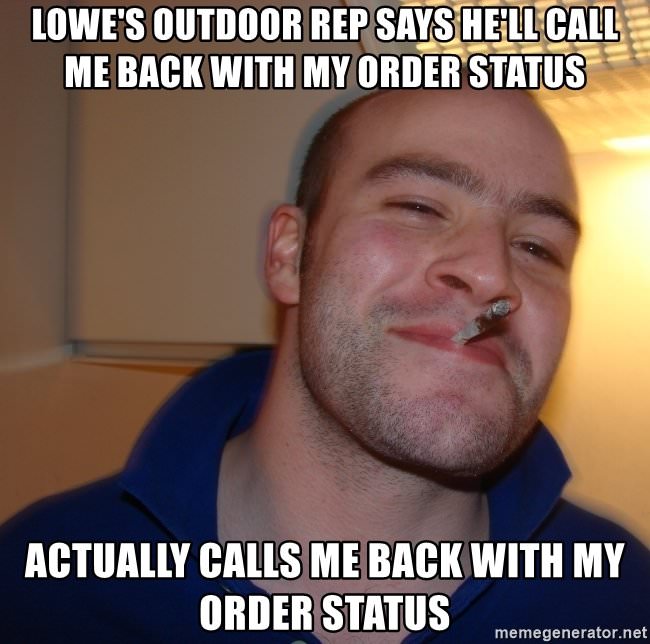 LOWE'S OUTDOOR REP SAYS HE'LL CALL
ME BACK WITH MY ORDER STATUS
ACTUALLY CALLS ME BACK WITH MY
ORDER STATUS
memegenerator.net